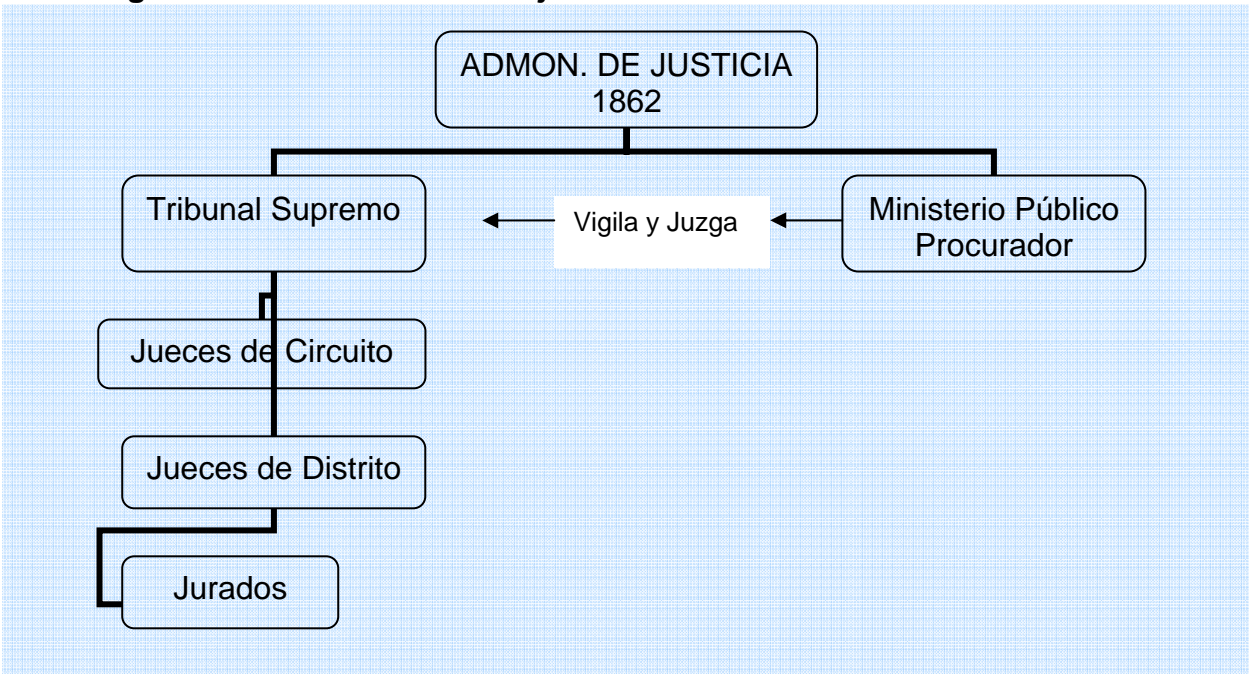 ADMON. DE JUSTICIA
1862
Tribunal Supremo
Vigila y Juzga
Ministerio Público
Procurador
Jueces de Circuito
Jueces de Distrito
Jurados